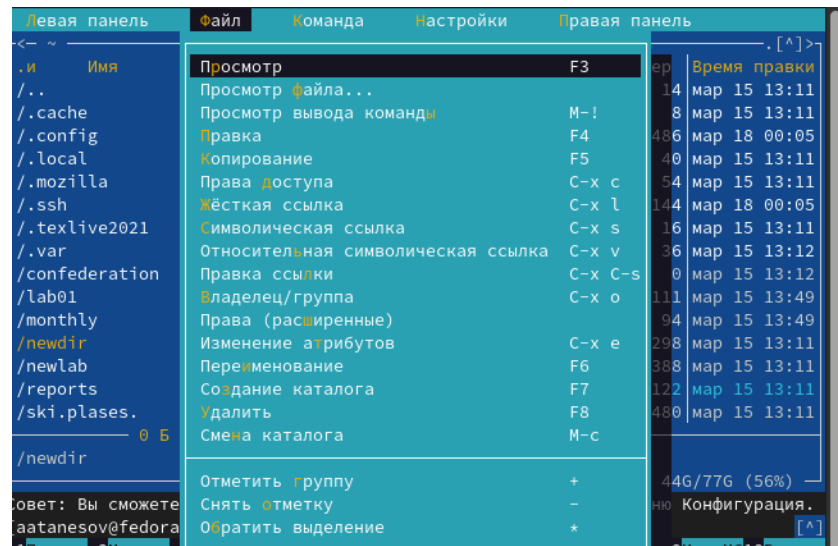 Левая панель Файл Команда Настройки Правая панель
<— ~ .[^]>
.и Имя Просмотр F3 ер Время правки
/.. Просмотр файла... 14 мар 15 13:11
/.cache Просмотр вывода команды M-! 8 мар 15 13:11
/.config Правка F4 486 мар 18 00:05
/.local Копирование F5 40 мар 15 13:11
/.mozilla Права доступа C-x c 54 мар 15 13:11
/.ssh Жёсткая ссылка C-x l 144 мар 18 00:05
/.texlive2021 Символическая ссылка C-x s 16 мар 15 13:11
/.var Относительная символическая ссылка C-x v 36 мар 15 13:12
/confederation Правка ссылки C-x C-s 0 мар 15 13:12
/lab01 Владелец/группа C-x o 111 мар 15 13:49
/monthly Права (расширенные) 94 мар 15 13:49
/newdir Изменение атрибутов C-x e 298 мар 15 13:11
/newlab Переименование F6 388 мар 15 13:11
/reports Создание каталога F7 122 мар 15 13:11
/ski.plases. Удалить F8 480 мар 15 13:11
0 Б Смена каталога M-c
/newdir
Отметить группу + 44G/77G (56%)
Совет: Вы сможете Снять отметку - ню Конфигурация.
[aatanesov@fedora Обратить выделение * [^]